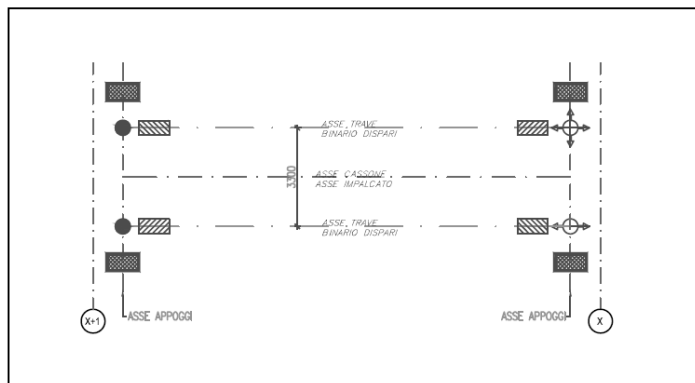 ASSE TRAVE
BINARIO DISPARI
3300
ASSE CASSONE
ASSE IMPALCATO
ASSE TRAVE
BINARIO DISPARI
X+1
ASSE APPOGGI
ASSE APPOGGI
X